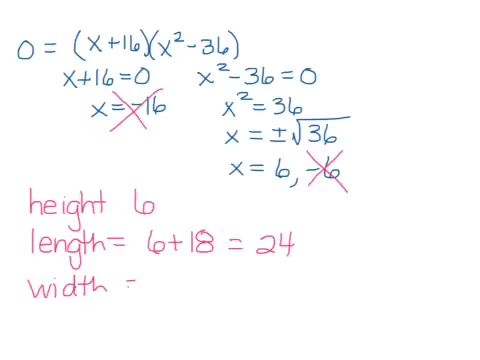 0 = (x+16)(x²-36)
x+16=0 x²-36=0
x=-16 x²=36
x=±√36
x=6,-6
height 6
length= 6+18 = 24
width =